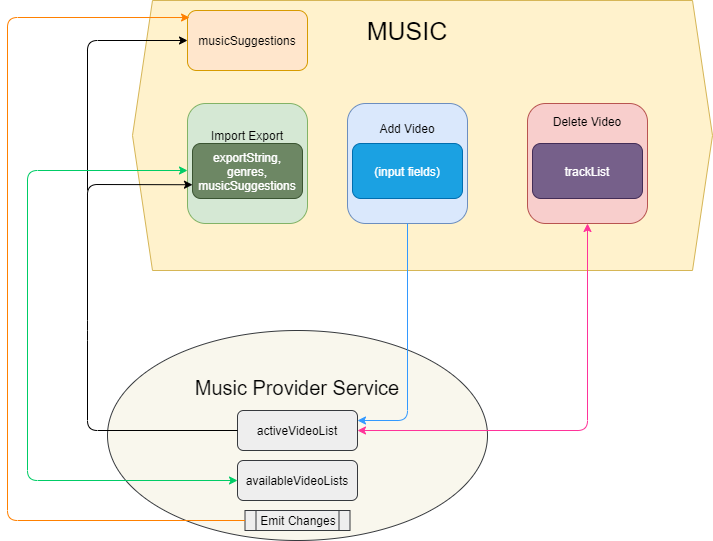 MUSIC
musicSuggestions
Import Export
exportString,
genres,
musicSuggestions
Add Video
(input fields)
Delete Video
trackList
Music Provider Service
activeVideoList
availableVideoLists
Emit Changes